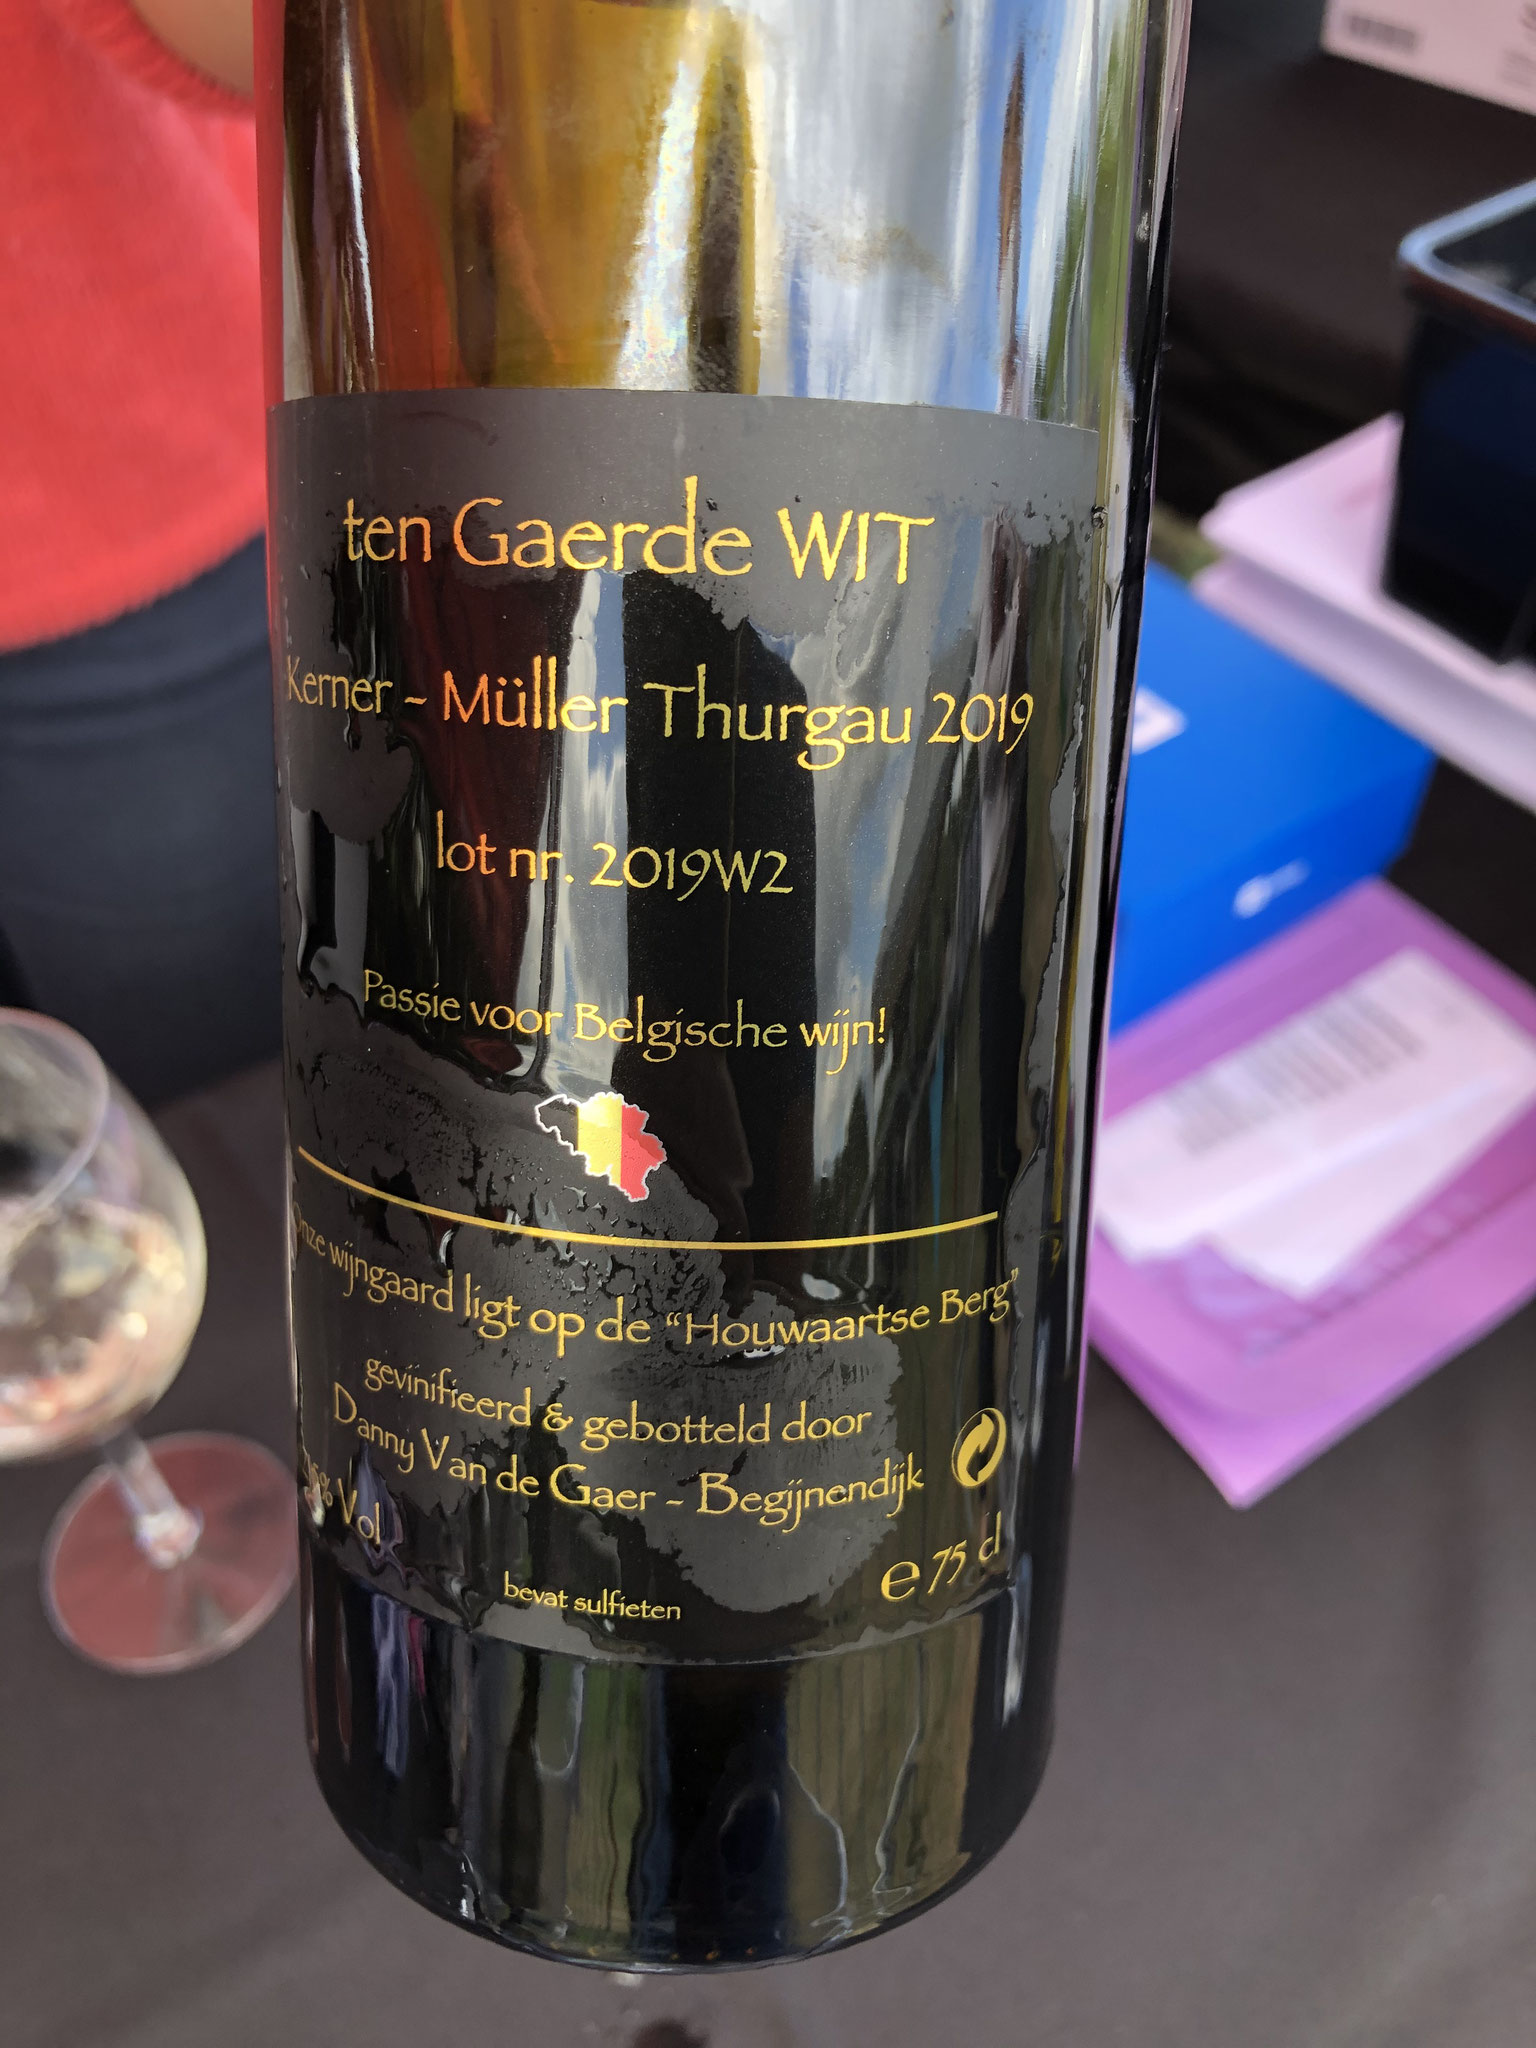 ten Gaerde WIT
Kerner - Müller Thurgau 2019
lot nr. 2019W2
Passie voor Belgische wijn!
Onze wijngaard ligt op de "Houwaartse Berg"
gevinifieerd & gebotteld door
Danny Van de Gaer - Begijnendijk
Vol
e 75 cl
bevat sulfieten